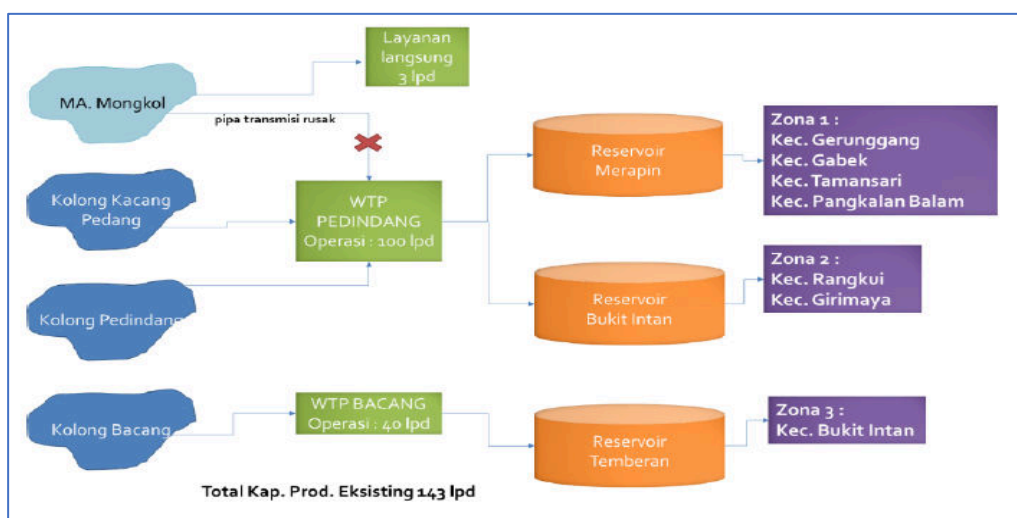 Layanan
langsung
3 lpd
MA. Mongkol
pipa transmisi rusak
Kolong Kacang
Pedang
WTP
PEDINDANG
Operasi : 100 lpd
Kolong Pedindang
Reservoir
Merapin
Zona 1 :
Kec. Gerunggang
Kec. Gabek
Kec. Tamansari
Kec. Pangkalan Balam
Reservoir
Bukit Intan
Zona 2 :
Kec. Rangkui
Kec. Girimaya
Kolong Bacang
WTP BACANG
Operasi : 40 lpd
Reservoir
Temberan
Zona 3 :
Kec. Bukit Intan
Total Kap. Prod. Eksisting 143 lpd